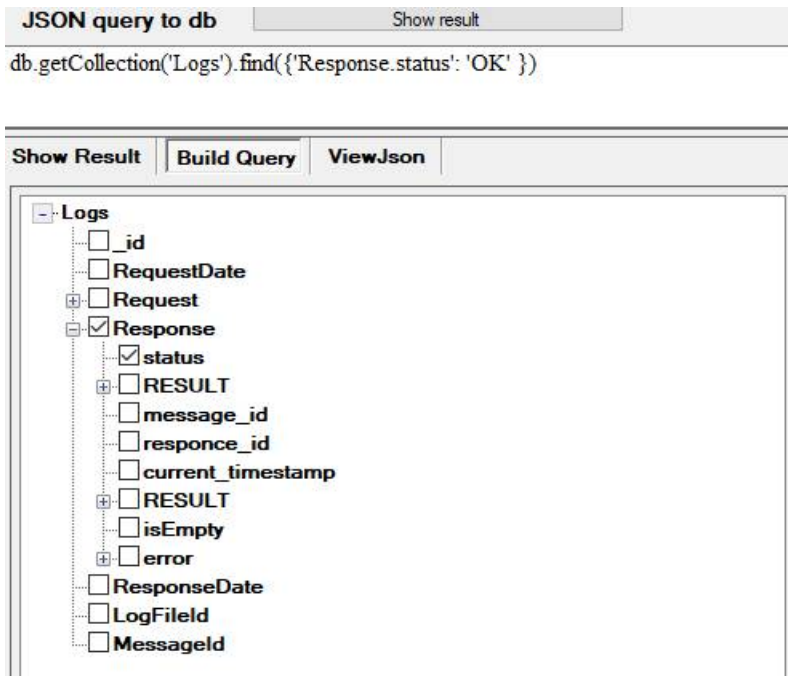 JSON query to db Show result
db.getCollection('Logs').find({'Response.status': 'OK' })
Show Result Build Query ViewJson
Logs
_id
RequestDate
Request
Response
status
RESULT
message_id
responce_id
current_timestamp
RESULT
isEmpty
error
ResponseDate
LogFileId
MessageId